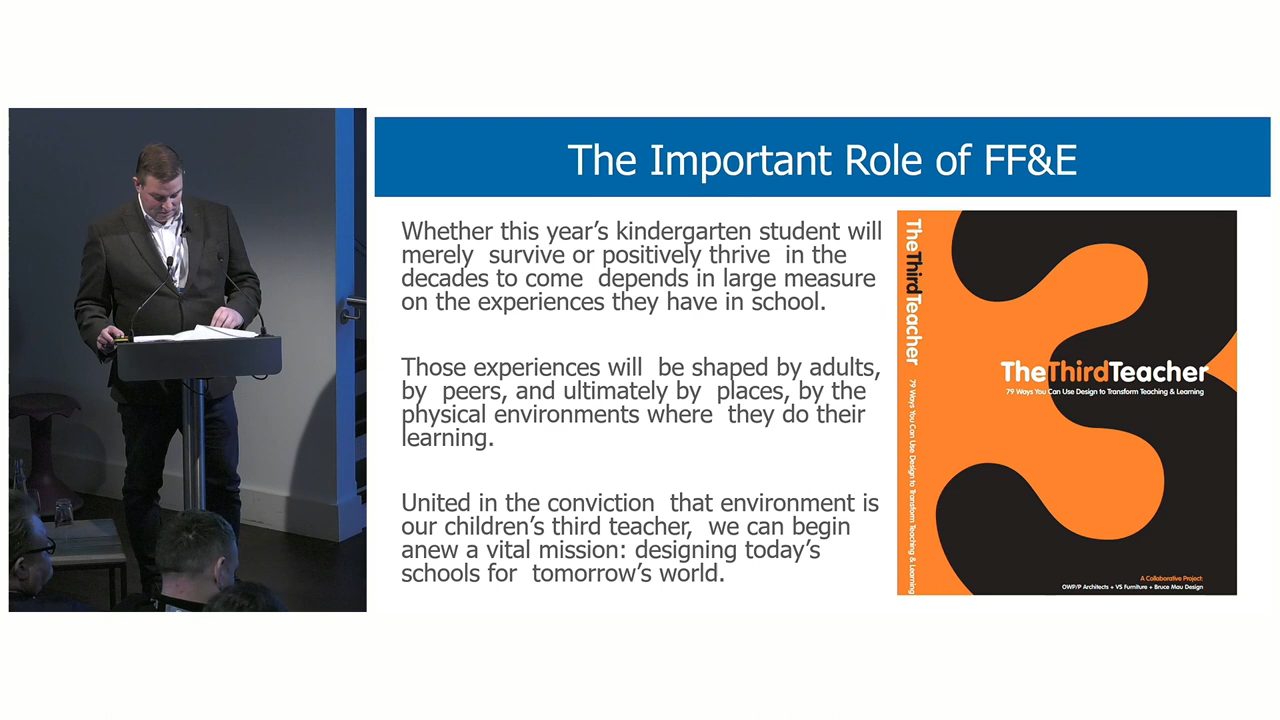 The Important Role of FF&E
Whether this year's kindergarten student will
merely  survive or positively thrive  in the
decades to come  depends in large measure
on the experiences they have in school.
Those experiences will  be shaped by adults,
by  peers, and ultimately by  places, by the
physical environments where  they do their
learning.
United in the conviction  that environment is
our children's third teacher,  we can begin
anew a vital mission: designing today's
schools for  tomorrow's world.
TheThirdTeacher
79 Ways You Can Use Design to Transform Teaching & Learning
TheThirdTeacher
79 Ways You Can Use Design to Transform Teaching & Learning
A Collaborative Project
OWP/P Architects + VS Furniture + Bruce Mau Design